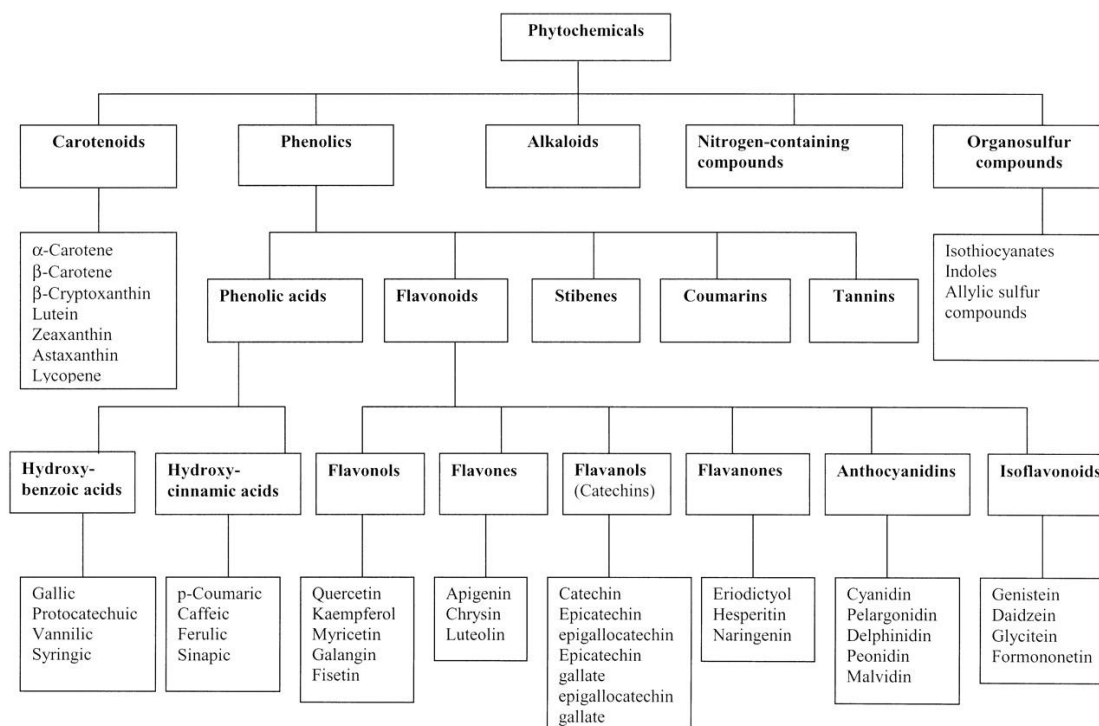 Phytochemicals
Carotenoids
Phenolics
Alkaloids
Nitrogen-containing
compounds
Organosulfur
compounds
α-Carotene
β-Carotene
β-Cryptoxanthin
Lutein
Zeaxanthin
Astaxanthin
Lycopene
Isothiocyanates
Indoles
Allylic sulfur
compounds
Phenolic acids
Flavonoids
Stibenes
Coumarins
Tannins
Hydroxy-
benzoic acids
Hydroxy-
cinnamic acids
Flavonols
Flavones
Flavanols
(Catechins)
Flavanones
Anthocyanidins
Isoflavonoids
Gallic
Protocatechuic
Vannilic
Syringic
p-Coumaric
Caffeic
Ferulic
Sinapic
Quercetin
Kaempferol
Myricetin
Galangin
Fisetin
Apigenin
Chrysin
Luteolin
Catechin
Epicatechin
epigallocatechin
Epicatechin
gallate
epigallocatechin
gallate
Eriodictyol
Hesperitin
Naringenin
Cyanidin
Pelargonidin
Delphinidin
Peonidin
Malvidin
Genistein
Daidzein
Glycitein
Formononetin